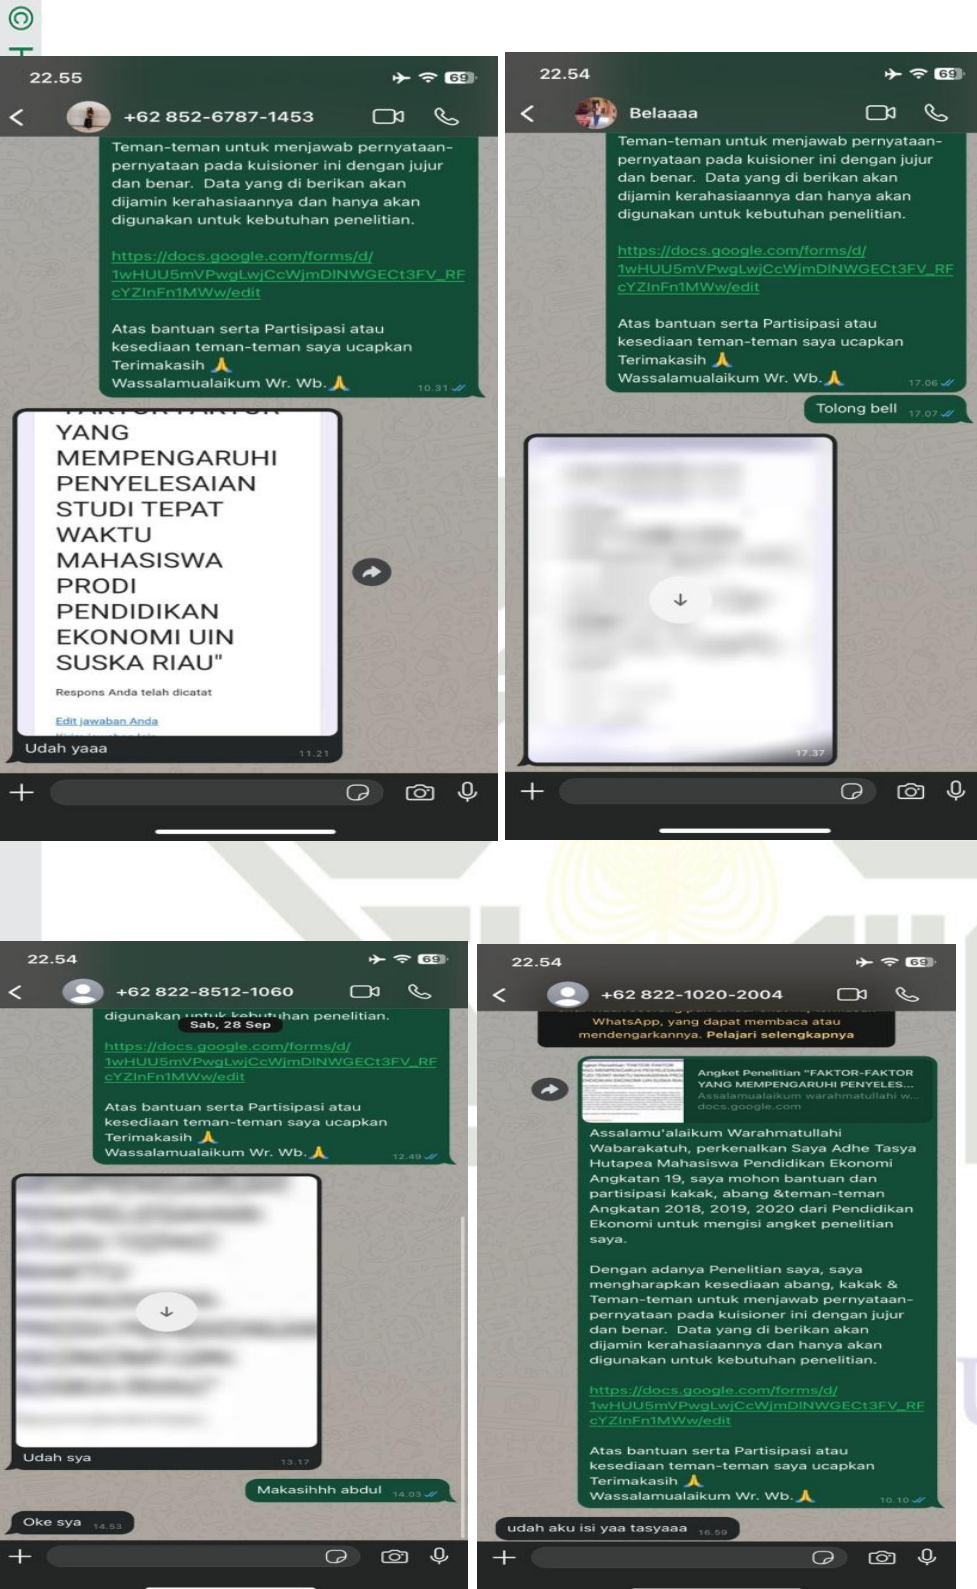 ©
22.55
69
+62 852-6787-1453
Teman-teman untuk menjawab pernyataan-
pernyataan pada kuisioner ini dengan jujur
dan benar. Data yang di berikan akan
dijamin kerahasiaannya dan hanya akan
digunakan untuk kebutuhan penelitian.
https://docs.google.com/forms/d/
1wHUU5mVPwgLwjCcWjmDlNWGECt3FV_RF
cYZInFn1MWw/edit
Atas bantuan serta Partisipasi atau
kesediaan teman-teman saya ucapkan
Terimakasih 🙏
Wassalamualaikum Wr. Wb.🙏 10.31
YANG
MEMPENGARUHI
PENYELESAIAN
STUDI TEPAT
WAKTU
MAHASISWA
PRODI
PENDIDIKAN
EKONOMI UIN
SUSKA RIAU"
Respons Anda telah dicatat
Edit jawaban Anda
Udah yaaa 11.21
22.54
69
Belaaaa
Teman-teman untuk menjawab pernyataan-
pernyataan pada kuisioner ini dengan jujur
dan benar. Data yang di berikan akan
dijamin kerahasiaannya dan hanya akan
digunakan untuk kebutuhan penelitian.
https://docs.google.com/forms/d/
1wHUU5mVPwgLwjCcWjmDlNWGECt3FV_RF
cYZInFn1MWw/edit
Atas bantuan serta Partisipasi atau
kesediaan teman-teman saya ucapkan
Terimakasih 🙏
Wassalamualaikum Wr. Wb.🙏 17.06
Tolong bell 17.07
17.37
22.54
69
+62 822-8512-1060
digunakan untuk kebutuhan penelitian.
Sab, 28 Sep
https://docs.google.com/forms/d/
1wHUU5mVPwgLwjCcWjmDlNWGECt3FV_RF
cYZInFn1MWw/edit
Atas bantuan serta Partisipasi atau
kesediaan teman-teman saya ucapkan
Terimakasih 🙏
Wassalamualaikum Wr. Wb.🙏 12.49
Udah sya 13.17
Makasihhh abdul 14.03
Oke sya 14.53
22.54
69
+62 822-1020-2004
WhatsApp, yang dapat membaca atau
mendengarkannya. Pelajari selengkapnya
Angket Penelitian "FAKTOR-FAKTOR
YANG MEMPENGARUHI PENYELES...
Assalamualaikum warahmatullahi w...
docs.google.com
Assalamu'alaikum Warahmatullahi
Wabarakatuh, perkenalkan Saya Adhe Tasya
Hutapea Mahasiswa Pendidikan Ekonomi
Angkatan 19, saya mohon bantuan dan
partisipasi kakak, abang &teman-teman
Angkatan 2018, 2019, 2020 dari Pendidikan
Ekonomi untuk mengisi angket penelitian
saya.
Dengan adanya Penelitian saya, saya
mengharapkan kesediaan abang, kakak &
Teman-teman untuk menjawab pernyataan-
pernyataan pada kuisioner ini dengan jujur
dan benar. Data yang di berikan akan
dijamin kerahasiaannya dan hanya akan
digunakan untuk kebutuhan penelitian.
https://docs.google.com/forms/d/
1wHUU5mVPwgLwjCcWjmDlNWGECt3FV_RF
cYZInFn1MWw/edit
Atas bantuan serta Partisipasi atau
kesediaan teman-teman saya ucapkan
Terimakasih 🙏
Wassalamualaikum Wr. Wb.🙏 10.10
udah aku isi yaa tasyaaa 16.59